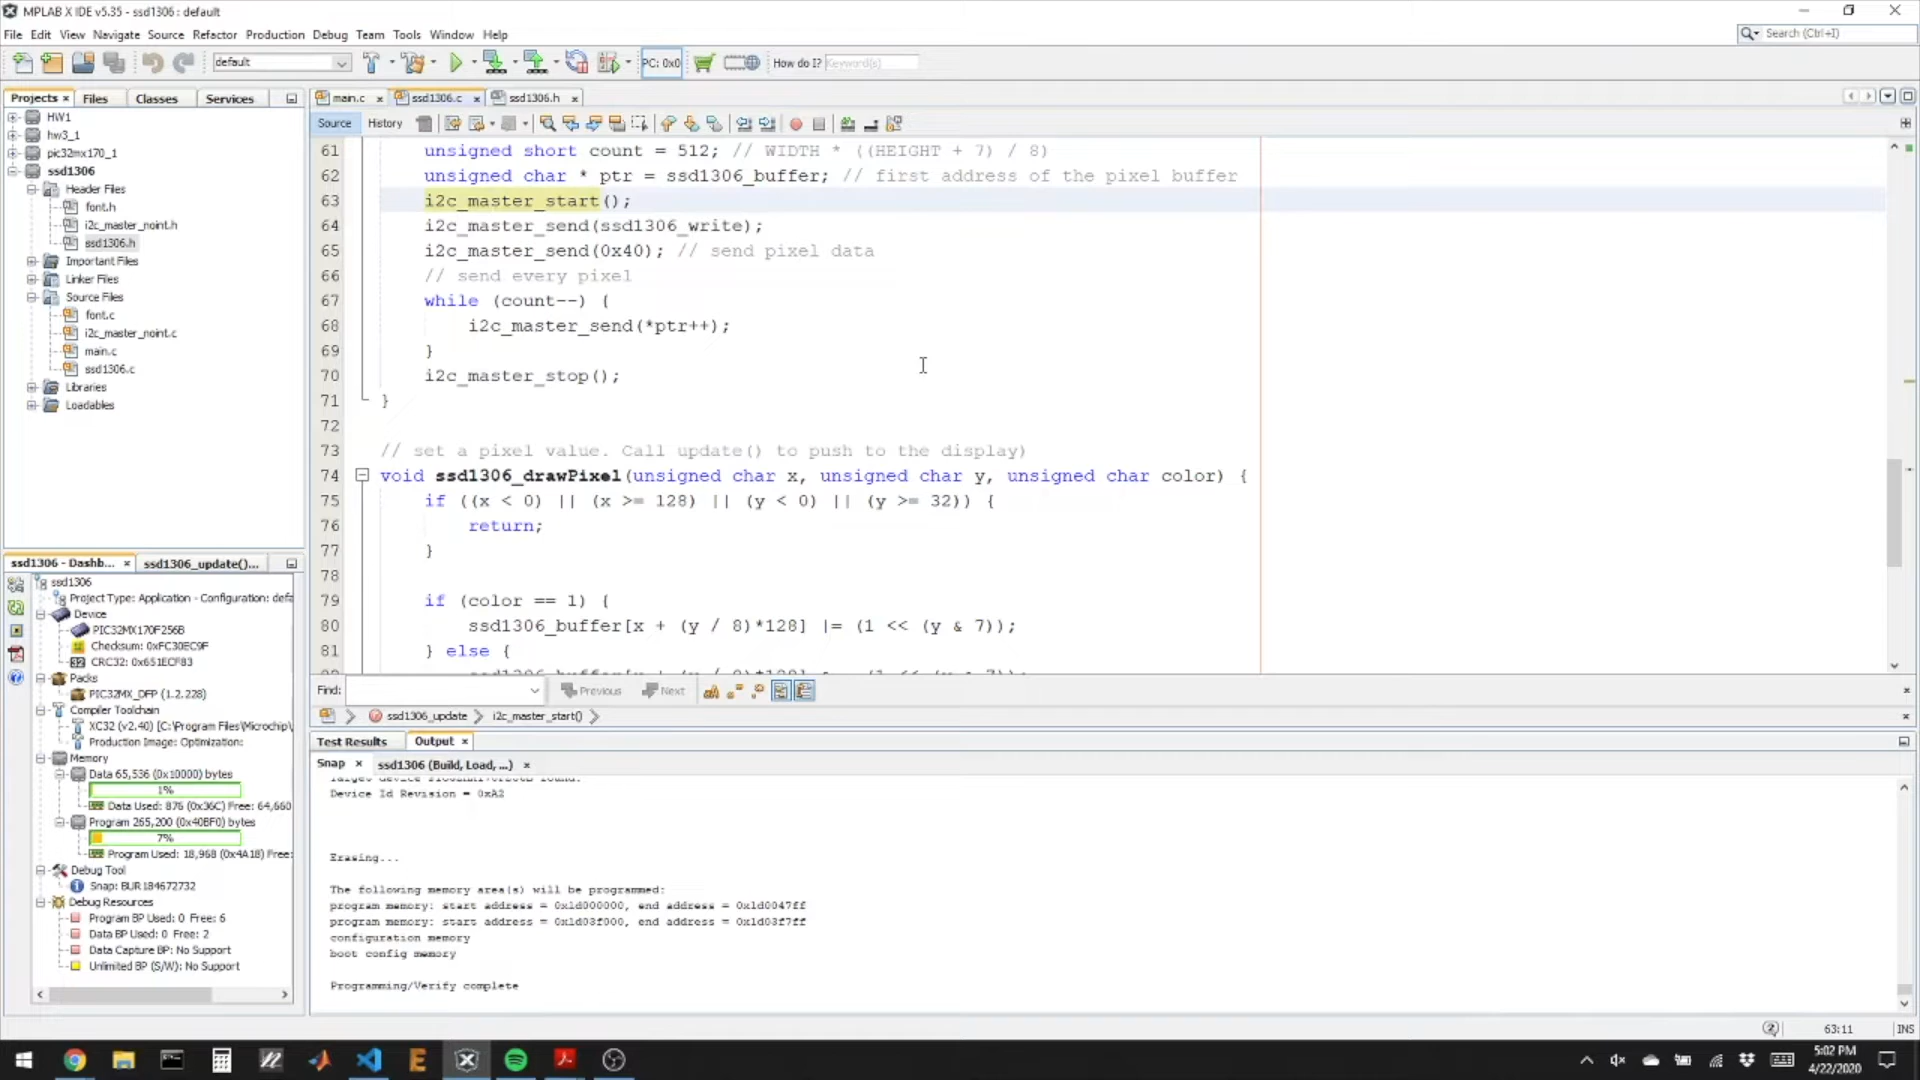 MPLAB X IDE v5.35 - ssd1306 : default
File Edit View Navigate Source Refactor Production Debug Team Tools Window Help
Search (Ctrl+I)
default
PC: 0x0
How do I?
Keyword(s)
Projects Files Classes Services
main.c ssd1306.c ssd1306.h
Source History
HW1
hw3_1
pic32mx170_1
ssd1306
Header Files
font.h
i2c_master_noint.h
ssd1306.h
Important Files
Linker Files
Source Files
font.c
i2c_master_noint.c
main.c
ssd1306.c
Libraries
Loadables
61 unsigned short count = 512; // WIDTH * ((HEIGHT + 7) / 8)
62 unsigned char * ptr = ssd1306_buffer; // first address of the pixel buffer
63 i2c_master_start();
64 i2c_master_send(ssd1306_write);
65 i2c_master_send(0x40); // send pixel data
66 // send every pixel
67 while (count--) {
68 i2c_master_send(*ptr++);
69 }
70 i2c_master_stop();
71 }
72
73 // set a pixel value. Call update() to push to the display)
74 void ssd1306_drawPixel(unsigned char x, unsigned char y, unsigned char color) {
75 if ((x < 0) || (x >= 128) || (y < 0) || (y >= 32)) {
76 return;
77 }
78
79 if (color == 1) {
80 ssd1306_buffer[x + (y / 8)*128] |= (1 << (y & 7));
81 } else {
Find: Previous Next
ssd1306_update i2c_master_start()
ssd1306 - Dashb... ssd1306_update()...
ssd1306
Project Type: Application - Configuration: defa
Device
PIC32MX170F256B
Checksum: 0xFC30EC9F
CRC32: 0x651ECF83
Packs
PIC32MX_DFP (1.2.228)
Compiler Toolchain
XC32 (v2.40) [C:\Program Files\Microchip\
Production Image: Optimization:
Memory
Data 65,536 (0x10000) bytes
1%
Data Used: 876 (0x36C) Free: 64,660
Program 265,200 (0x40BF0) bytes
7%
Program Used: 18,968 (0x4A18) Free:
Debug Tool
Snap: BUR184672732
Debug Resources
Program BP Used: 0 Free: 6
Data BP Used: 0 Free: 2
Data Capture BP: No Support
Unlimited BP (S/W): No Support
Test Results Output
Snap ssd1306 (Build, Load, ...)
Device Id Revision = 0xA2
Erasing...
The following memory area(s) will be programmed:
program memory: start address = 0x1d000000, end address = 0x1d0047ff
program memory: start address = 0x1d03f000, end address = 0x1d03f7ff
configuration memory
boot config memory
Programming/Verify complete
63:11 INS
5:02 PM
4/22/2020